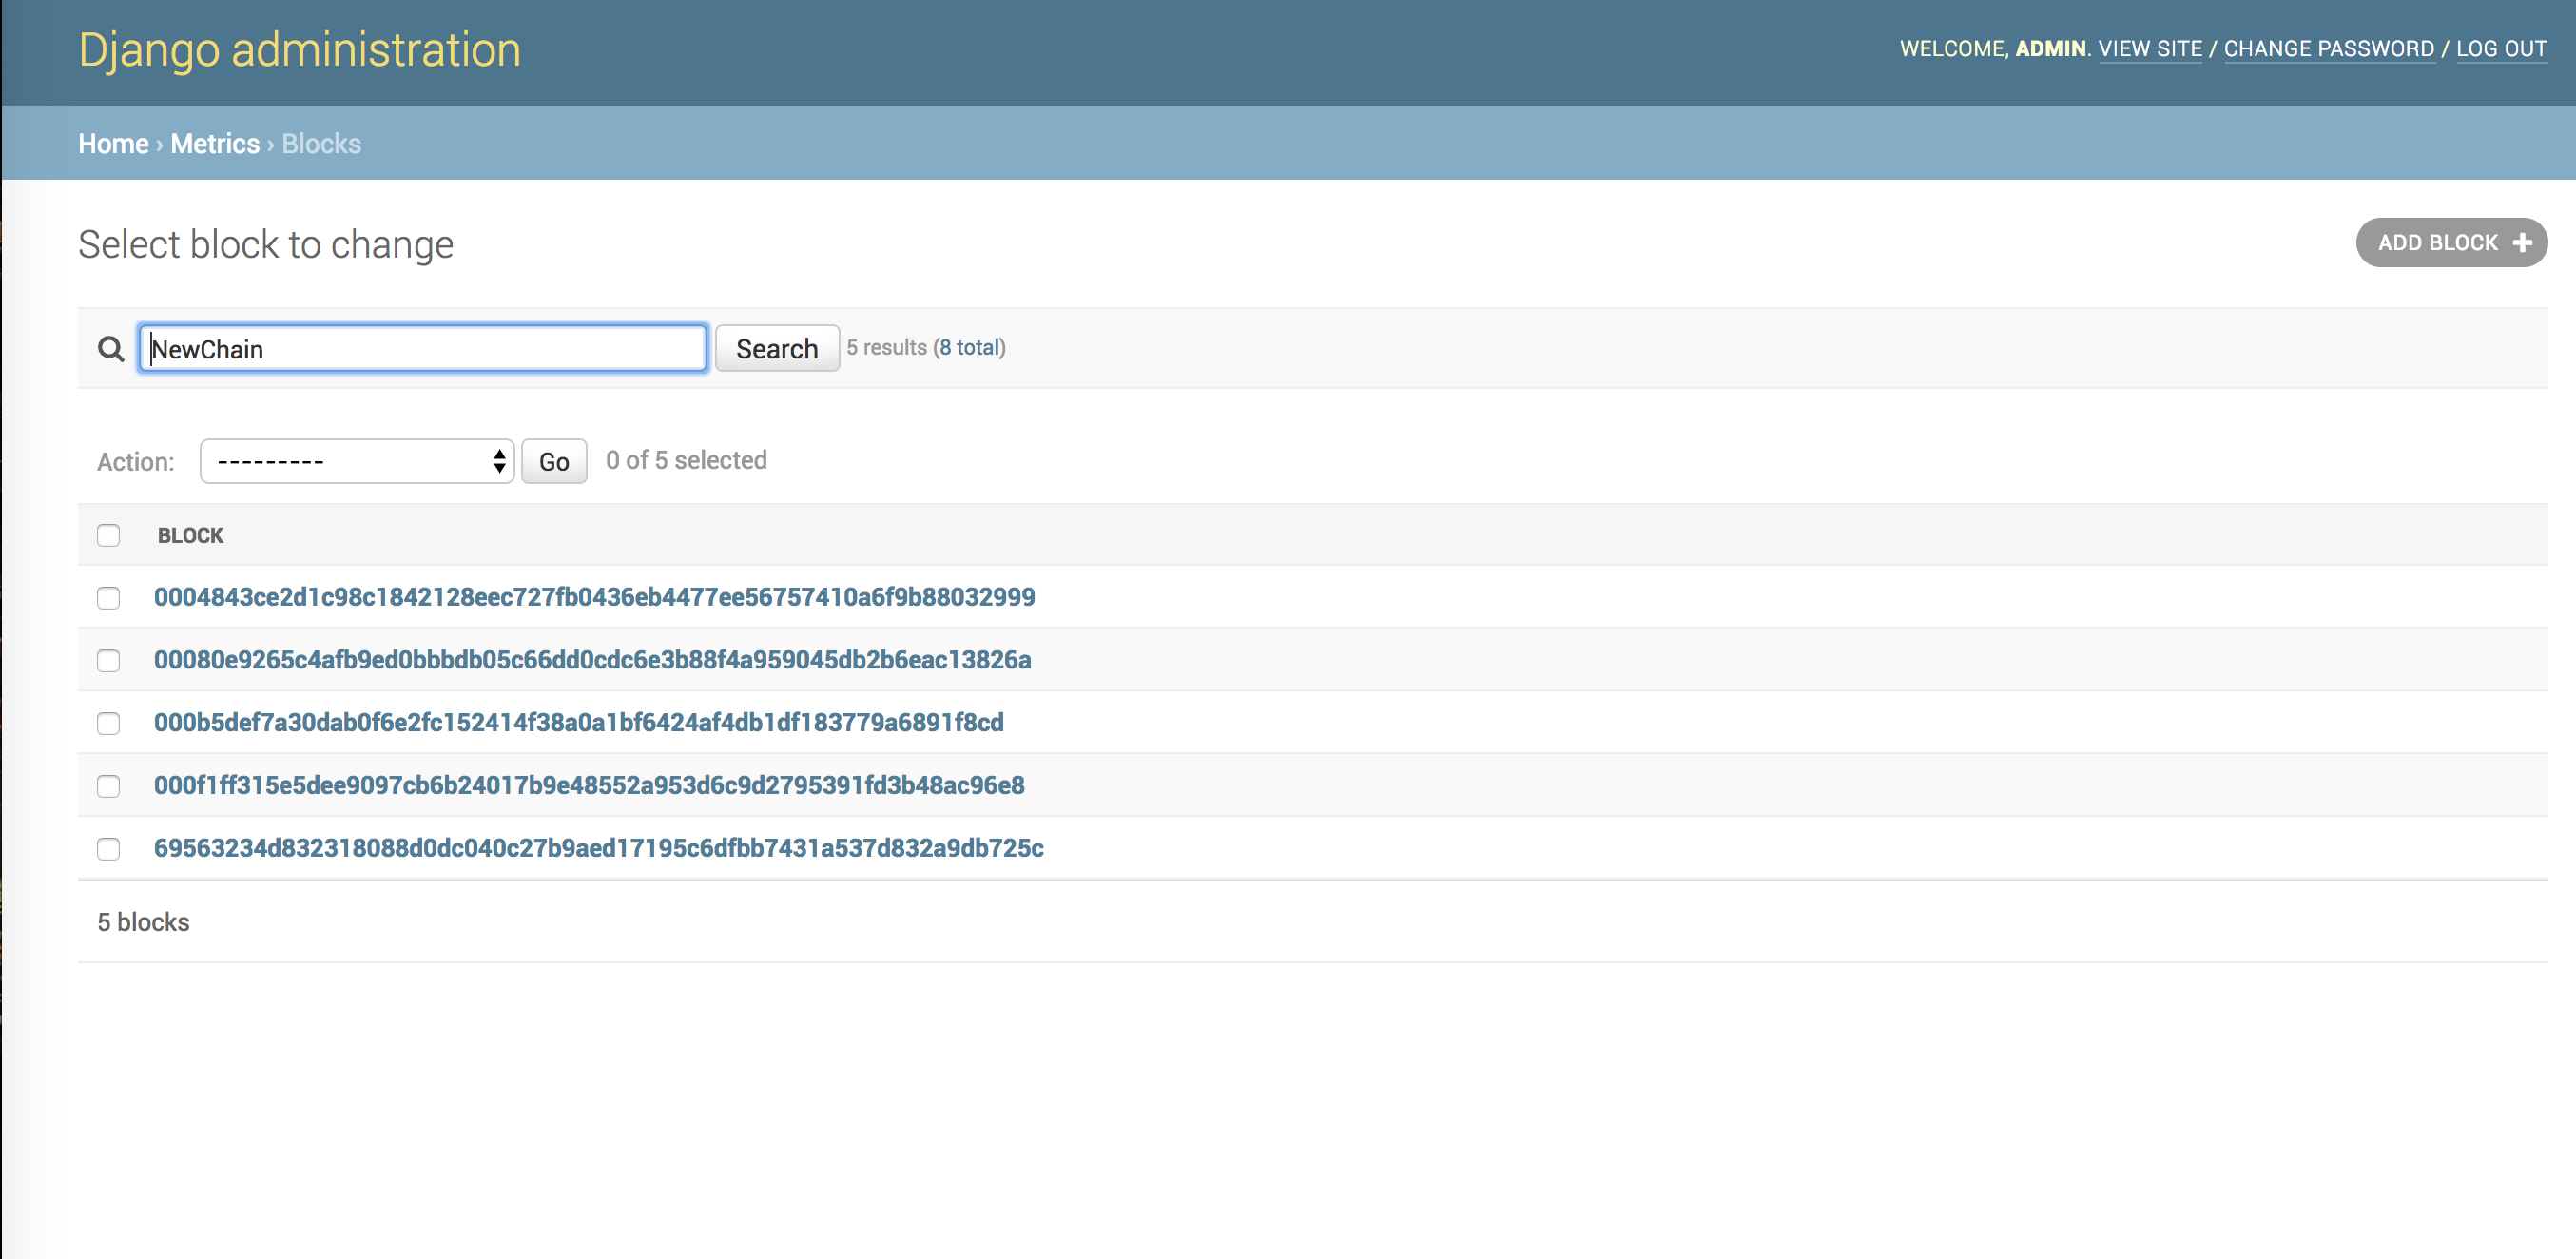 Django administration
WELCOME, ADMIN. VIEW SITE / CHANGE PASSWORD / LOG OUT
Home › Metrics › Blocks
Select block to change
ADD BLOCK +
NewChain Search 5 results (8 total)
Action: --------- Go 0 of 5 selected
BLOCK
0004843ce2d1c98c1842128eec727fb0436eb4477ee56757410a6f9b88032999
00080e9265c4afb9ed0bbbdb05c66dd0cdc6e3b88f4a959045db2b6eac13826a
000b5def7a30dab0f6e2fc152414f38a0a1bf6424af4db1df183779a6891f8cd
000f1ff315e5dee9097cb6b24017b9e48552a953d6c9d2795391fd3b48ac96e8
69563234d832318088d0dc040c27b9aed17195c6dfbb7431a537d832a9db725c
5 blocks